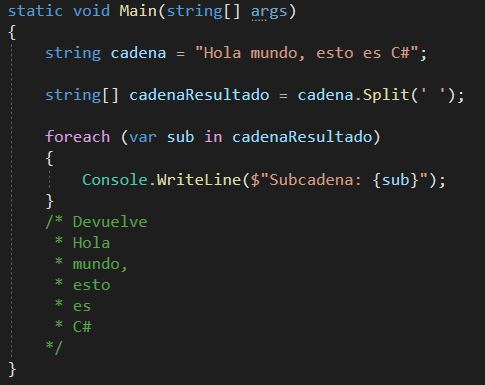 static void Main(string[] args)
{
string cadena = "Hola mundo, esto es C#";
string[] cadenaResultado = cadena.Split(' ');
foreach (var sub in cadenaResultado)
{
Console.WriteLine($"Subcadena: {sub}");
}
/* Devuelve
* Hola
* mundo,
* esto
* es
* C#
*/
}